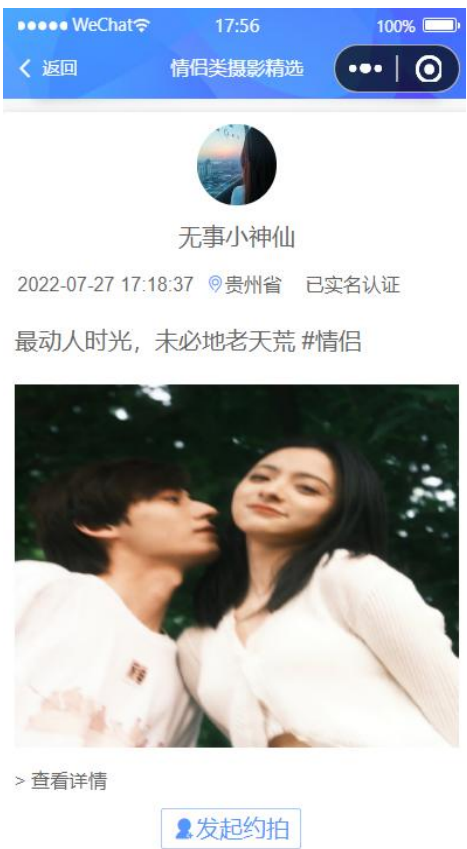 WeChat 17:56 100%
返回 情侣类摄影精选
无事小神仙
2022-07-27 17:18:37 贵州省 已实名认证
最动人时光，未必地老天荒 #情侣
> 查看详情
发起约拍